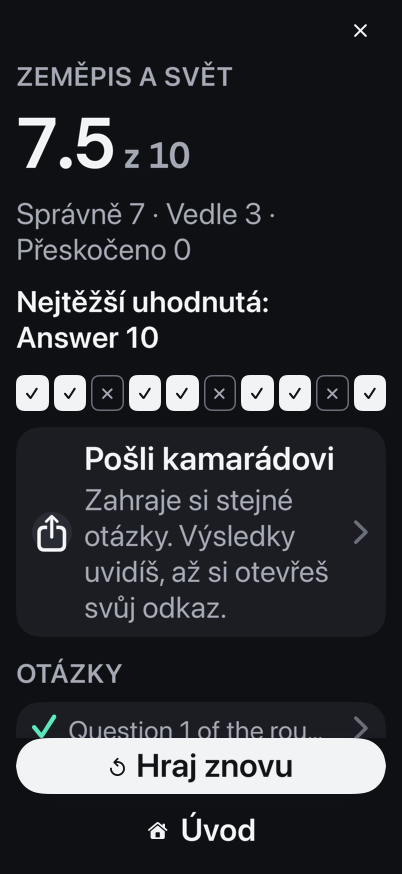 ZEMĚPIS A SVĚT
7.5 z 10
Správně 7 · Vedle 3 ·
Přeskočeno 0
Nejtěžší uhodnutá:
Answer 10
Pošli kamarádovi
Zahraje si stejné
otázky. Výsledky
uvidíš, až si otevřeš
svůj odkaz.
OTÁZKY
Question 1 of the rou…
Hraj znovu
Úvod